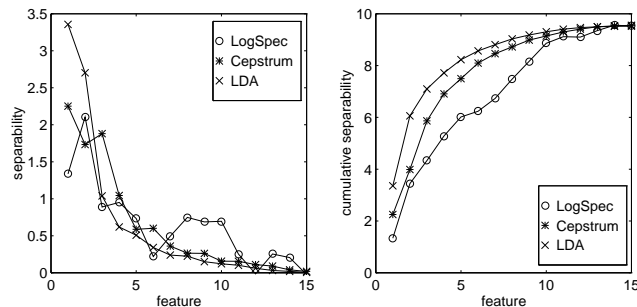 3.5
3
2.5
2
1.5
1
0.5
0
separability
0
5
10
15
feature
LogSpec
Cepstrum
LDA
10
8
6
4
2
0
cumulative separability
0
5
10
15
feature
LogSpec
Cepstrum
LDA